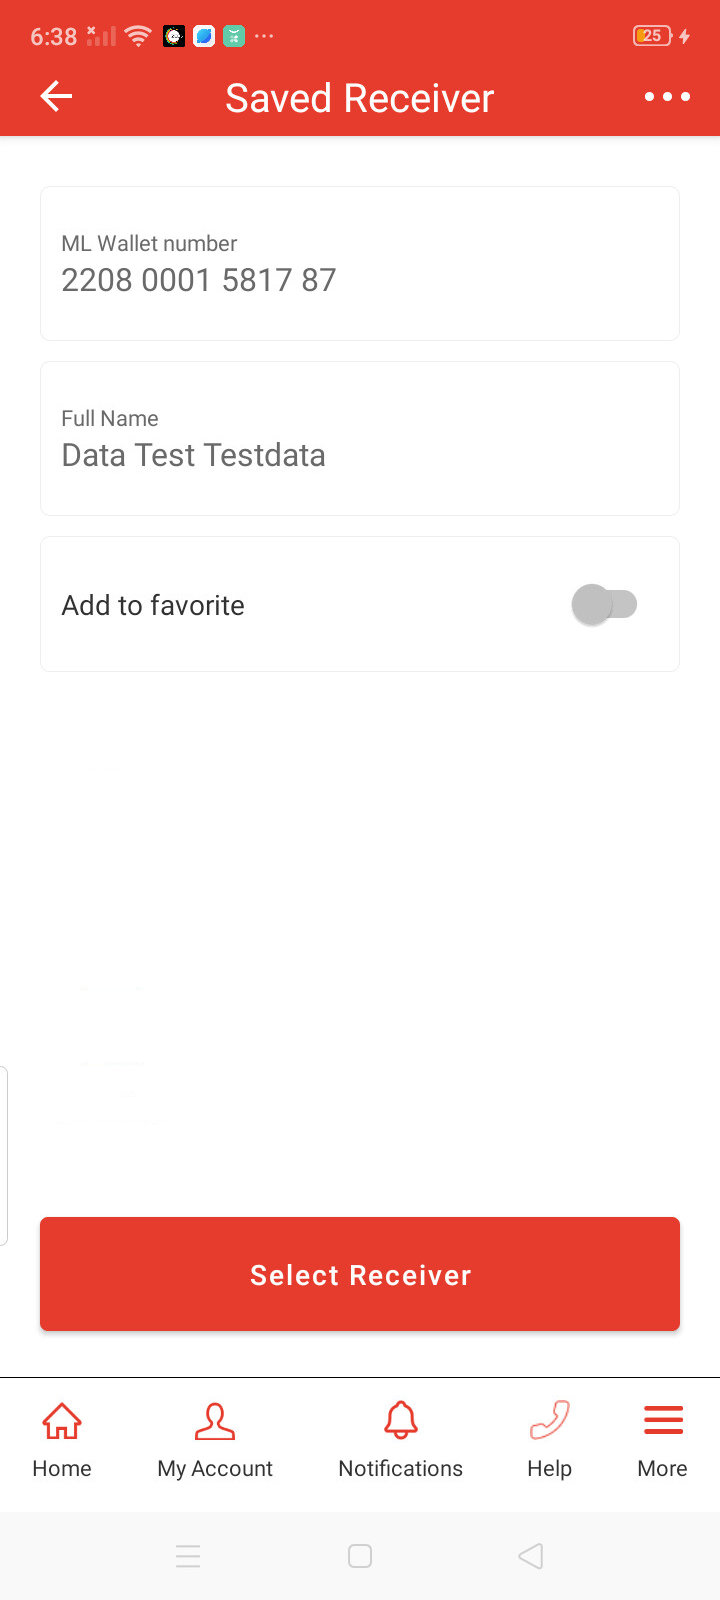 6:38
25
Saved Receiver
ML Wallet number
2208 0001 5817 87
Full Name
Data Test Testdata
Add to favorite
Select Receiver
Home
My Account
Notifications
Help
More